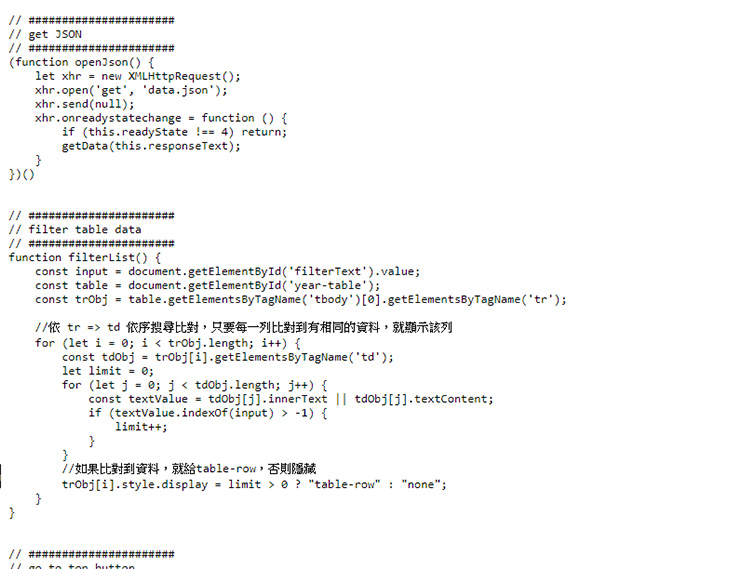 // ######################
// get JSON
// ######################
(function openJson() {
    let xhr = new XMLHttpRequest();
    xhr.open('get', 'data.json');
    xhr.send(null);
    xhr.onreadystatechange = function () {
        if (this.readyState !== 4) return;
        getData(this.responseText);
    }
})()
// ######################
// filter table data
// ######################
function filterList() {
    const input = document.getElementById('filterText').value;
    const table = document.getElementById('year-table');
    const trObj = table.getElementsByTagName('tbody')[0].getElementsByTagName('tr');
    //依 tr => td 依序搜尋比對，只要每一列比對到有相同的資料，就顯示該列
    for (let i = 0; i < trObj.length; i++) {
        const tdObj = trObj[i].getElementsByTagName('td');
        let limit = 0;
        for (let j = 0; j < tdObj.length; j++) {
            const textValue = tdObj[j].innerText || tdObj[j].textContent;
            if (textValue.indexOf(input) > -1) {
                limit++;
            }
        }
        //如果比對到資料，就給table-row，否則隱藏
        trObj[i].style.display = limit > 0 ? "table-row" : "none";
    }
}
// ######################
// go to top button